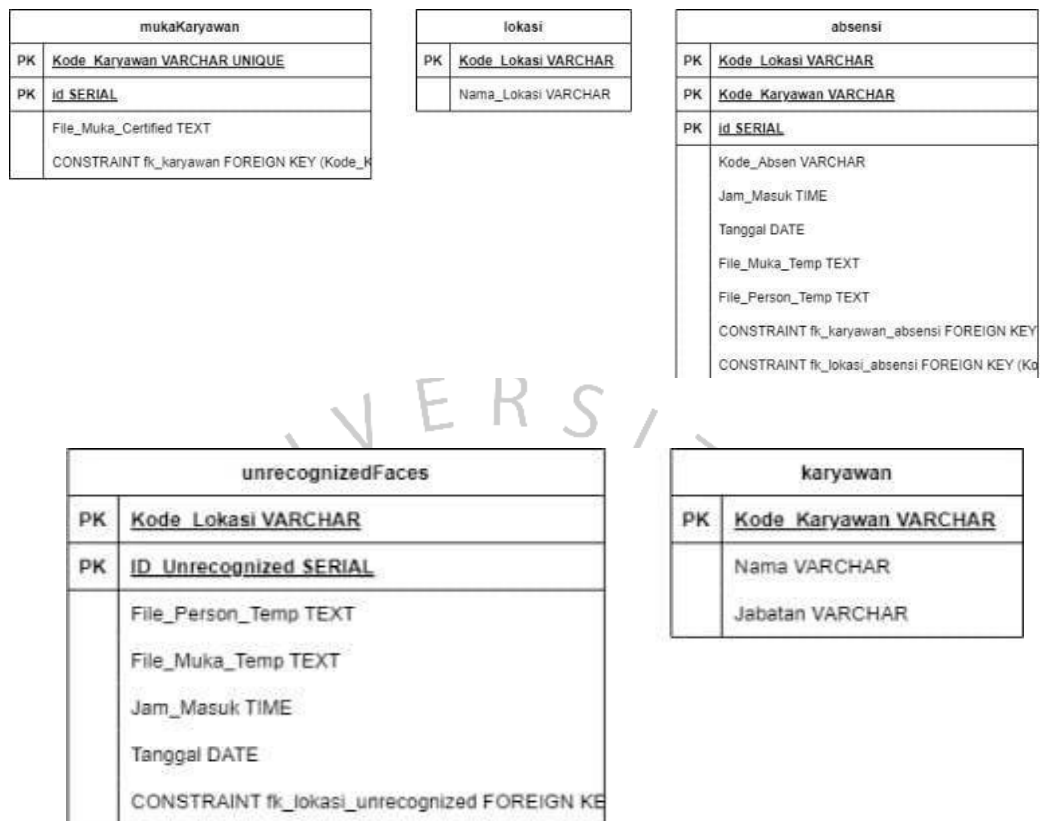 mukaKaryawan
PK Kode_Karyawan VARCHAR UNIQUE
PK id SERIAL
File_Muka_Certified TEXT
CONSTRAINT fk_karyawan FOREIGN KEY (Kode_K
lokasi
PK Kode_Lokasi VARCHAR
Nama_Lokasi VARCHAR
absensi
PK Kode_Lokasi VARCHAR
PK Kode_Karyawan VARCHAR
PK id SERIAL
Kode_Absen VARCHAR
Jam_Masuk TIME
Tanggal DATE
File_Muka_Temp TEXT
File_Person_Temp TEXT
CONSTRAINT fk_karyawan_absensi FOREIGN KEY
CONSTRAINT fk_lokasi_absensi FOREIGN KEY (Ko
VERSI
unrecognizedFaces
PK Kode_Lokasi VARCHAR
PK ID_Unrecognized SERIAL
File_Person_Temp TEXT
File_Muka_Temp TEXT
Jam_Masuk TIME
Tanggal DATE
CONSTRAINT fk_lokasi_unrecognized FOREIGN KE
karyawan
PK Kode_Karyawan VARCHAR
Nama VARCHAR
Jabatan VARCHAR